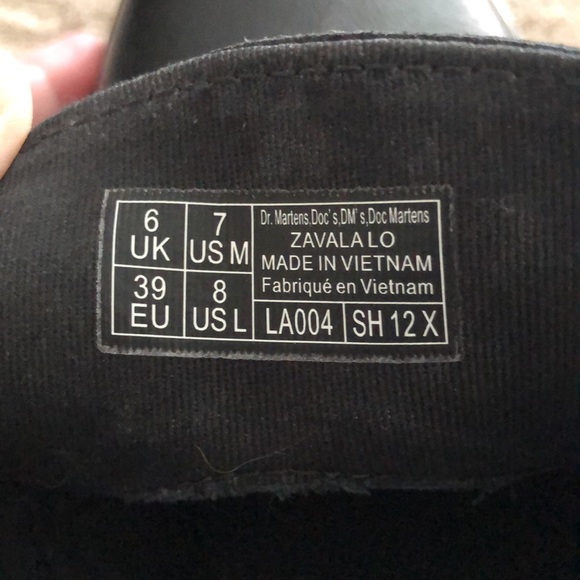 6 UK
7 US M
39 EU
8 US L
Dr. Martens.Doc's,DM's,Doc Martens
ZAVALA LO
MADE IN VIETNAM
Fabriqué en Vietnam
LA004
SH 12 X